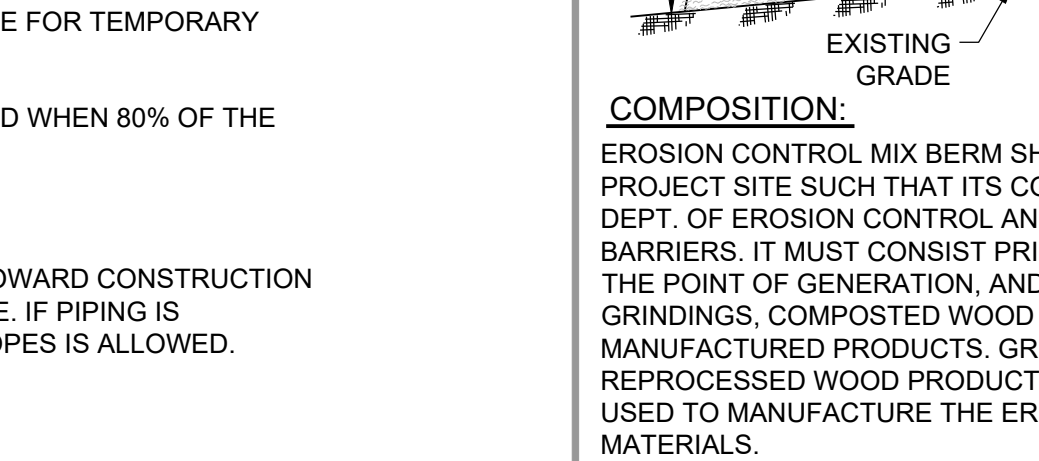 E FOR TEMPORARY
D WHEN 80% OF THE
OWARD CONSTRUCTION
E. IF PIPING IS
OPES IS ALLOWED.
EXISTING
GRADE
COMPOSITION:
EROSION CONTROL MIX BERM SH
PROJECT SITE SUCH THAT ITS CO
DEPT. OF EROSION CONTROL AN
BARRIERS. IT MUST CONSIST PRI
THE POINT OF GENERATION, AND
GRINDINGS, COMPOSTED WOOD
MANUFACTURED PRODUCTS. GR
REPROCESSED WOOD PRODUCT
USED TO MANUFACTURE THE ER
MATERIALS.